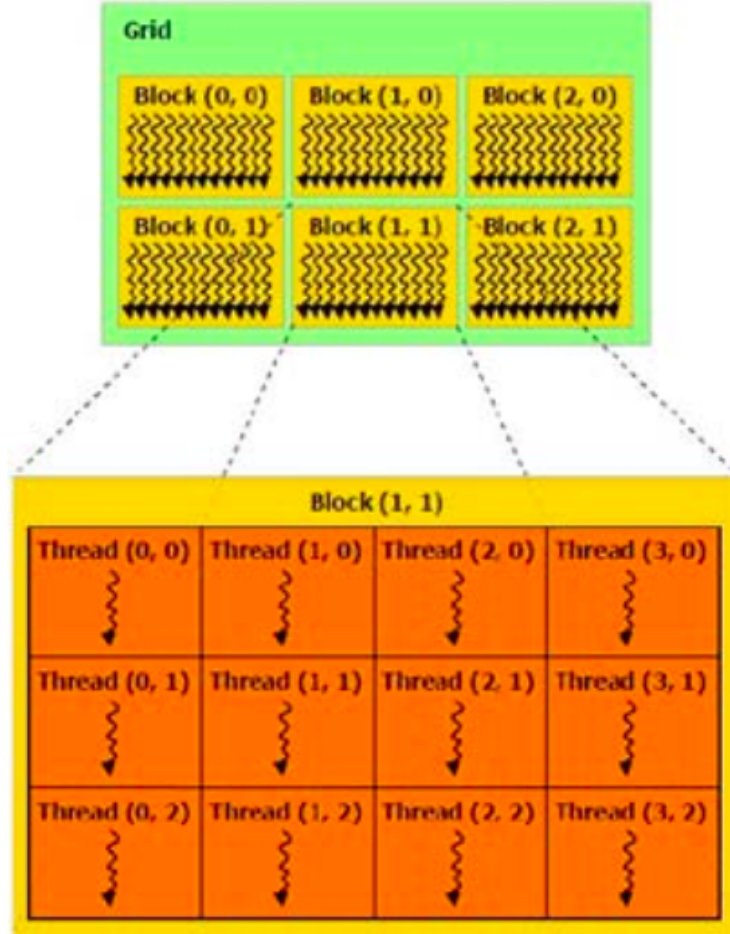 Grid
Block (0, 0) Block (1, 0) Block (2, 0)
Block (0, 1) Block (1, 1) Block (2, 1)
Block (1, 1)
Thread (0, 0) Thread (1, 0) Thread (2, 0) Thread (3, 0)
Thread (0, 1) Thread (1, 1) Thread (2, 1) Thread (3, 1)
Thread (0, 2) Thread (1, 2) Thread (2, 2) Thread (3, 2)